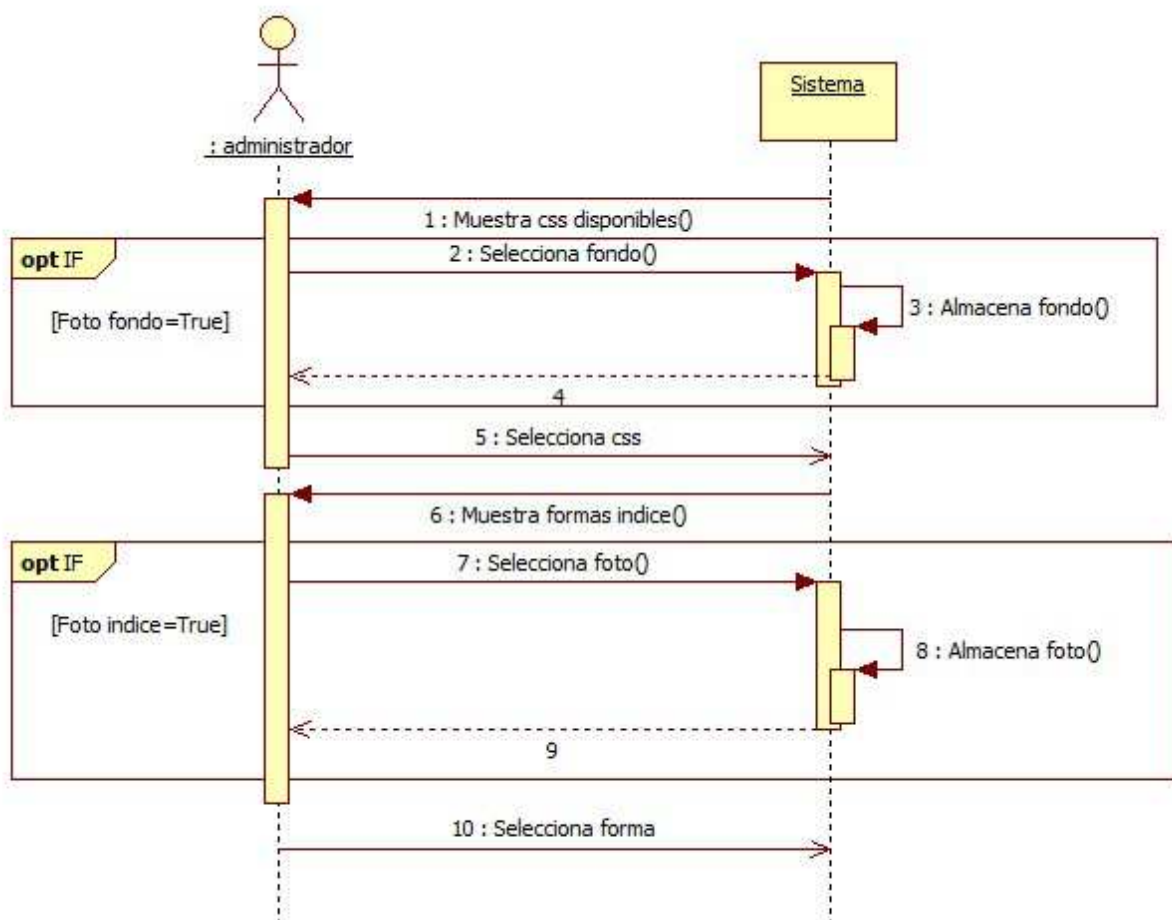 : administrador
Sistema
1 : Muestra css disponibles()
opt IF
2 : Selecciona fondo()
[Foto fondo=True]
3 : Almacena fondo()
4
5 : Selecciona css
6 : Muestra formas indice()
opt IF
7 : Selecciona foto()
[Foto indice=True]
8 : Almacena foto()
9
10 : Selecciona forma